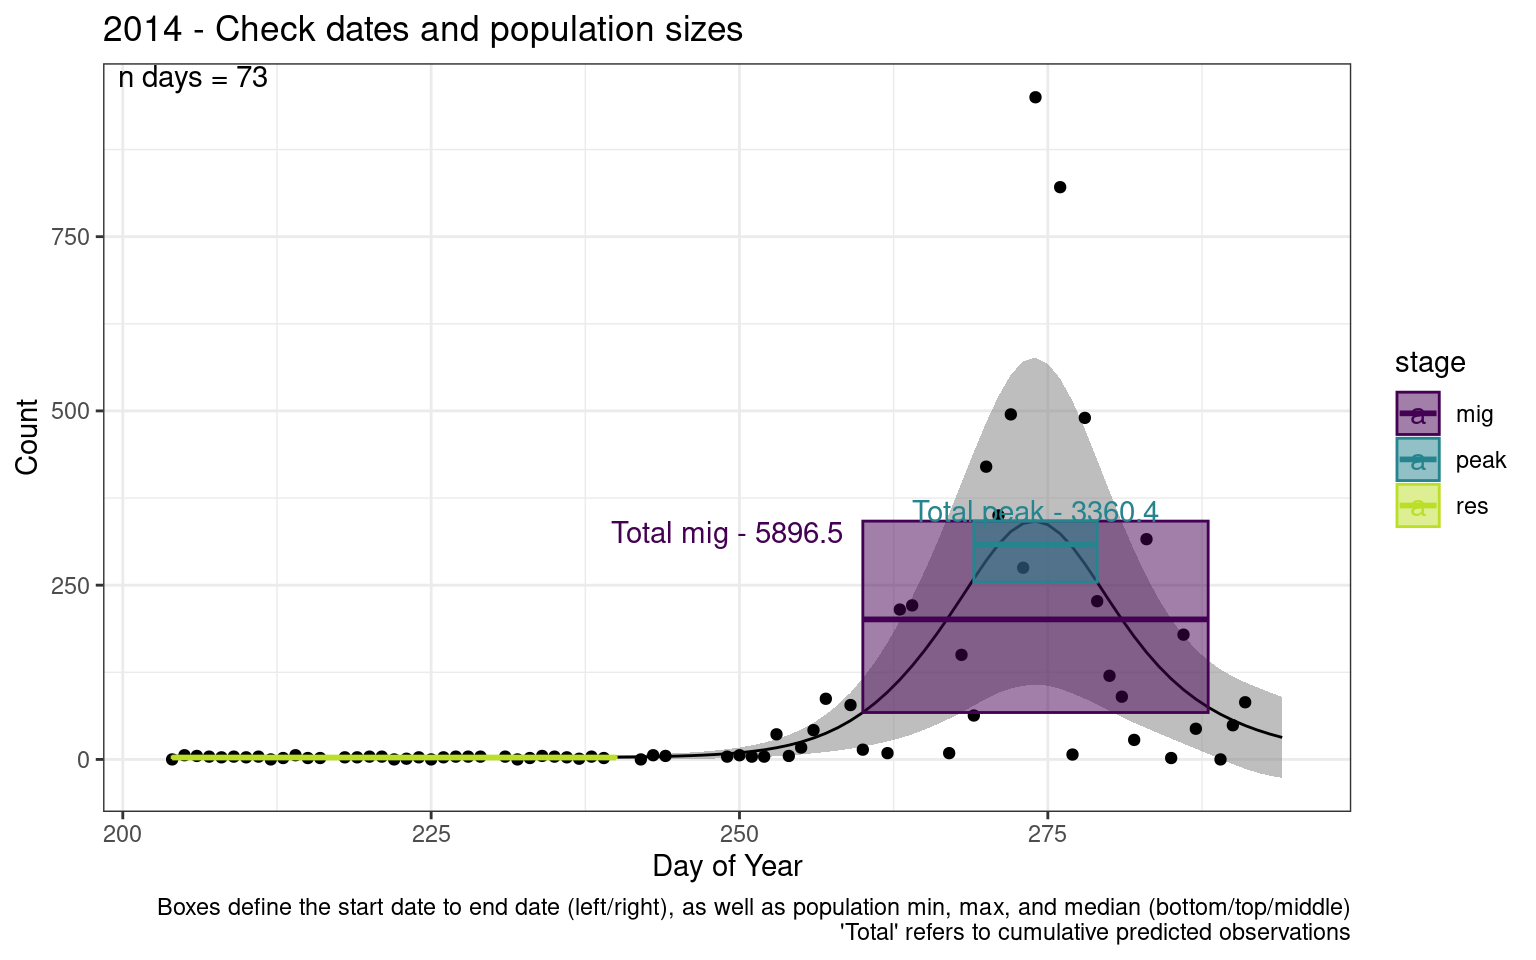 2014 - Check dates and population sizes
n days = 73
750
500
250
0
Count
Total peak - 3360.4
Total mig - 5896.5
200
225
250
275
Day of Year
stage
a mig
a peak
a res
Boxes define the start date to end date (left/right), as well as population min, max, and median (bottom/top/middle)
'Total' refers to cumulative predicted observations